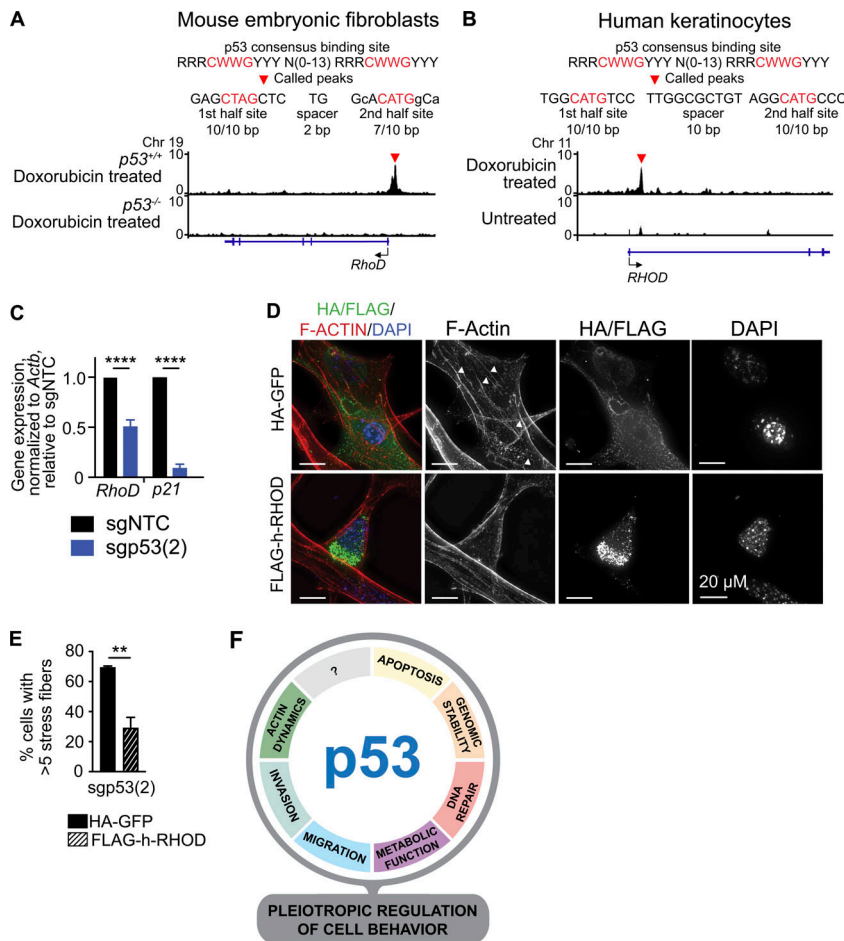 A
Mouse embryonic fibroblasts
p53 consensus binding site
RRRCWWGYYY N(0-13) RRRCWWGYYY
Called peaks
GAGCTAGCTC TG GcACATGgCa
1st half site spacer 2nd half site
10/10 bp 2 bp 7/10 bp
Chr 19
p53+/+
Doxorubicin treated
10
0
p53-/-
Doxorubicin treated
10
0
RhoD
B
Human keratinocytes
p53 consensus binding site
RRRCWWGYYY N(0-13) RRRCWWGYYY
Called peaks
TGGCATGTCC TTGGCGCTGT AGGCATGCCC
1st half site spacer 2nd half site
10/10 bp 10 bp 10/10 bp
Chr 11
Doxorubicin
treated
10
0
Untreated
10
0
RHOD
C
Gene expression,
normalized to Actb,
relative to sgNTC
1.0
0.5
0
**** ****
RhoD p21
sgNTC
sgp53(2)
D
HA/FLAG/
F-ACTIN/DAPI
F-Actin
HA/FLAG
DAPI
HA-GFP
FLAG-h-RHOD
20 µM
E
% cells with
>5 stress fibers
80
60
40
20
0
**
sgp53(2)
HA-GFP
FLAG-h-RHOD
F
?
APOPTOSIS
GENOMIC
STABILITY
DNA
REPAIR
METABOLIC
FUNCTION
MIGRATION
INVASION
ACTIN
DYNAMICS
p53
PLEIOTROPIC REGULATION
OF CELL BEHAVIOR